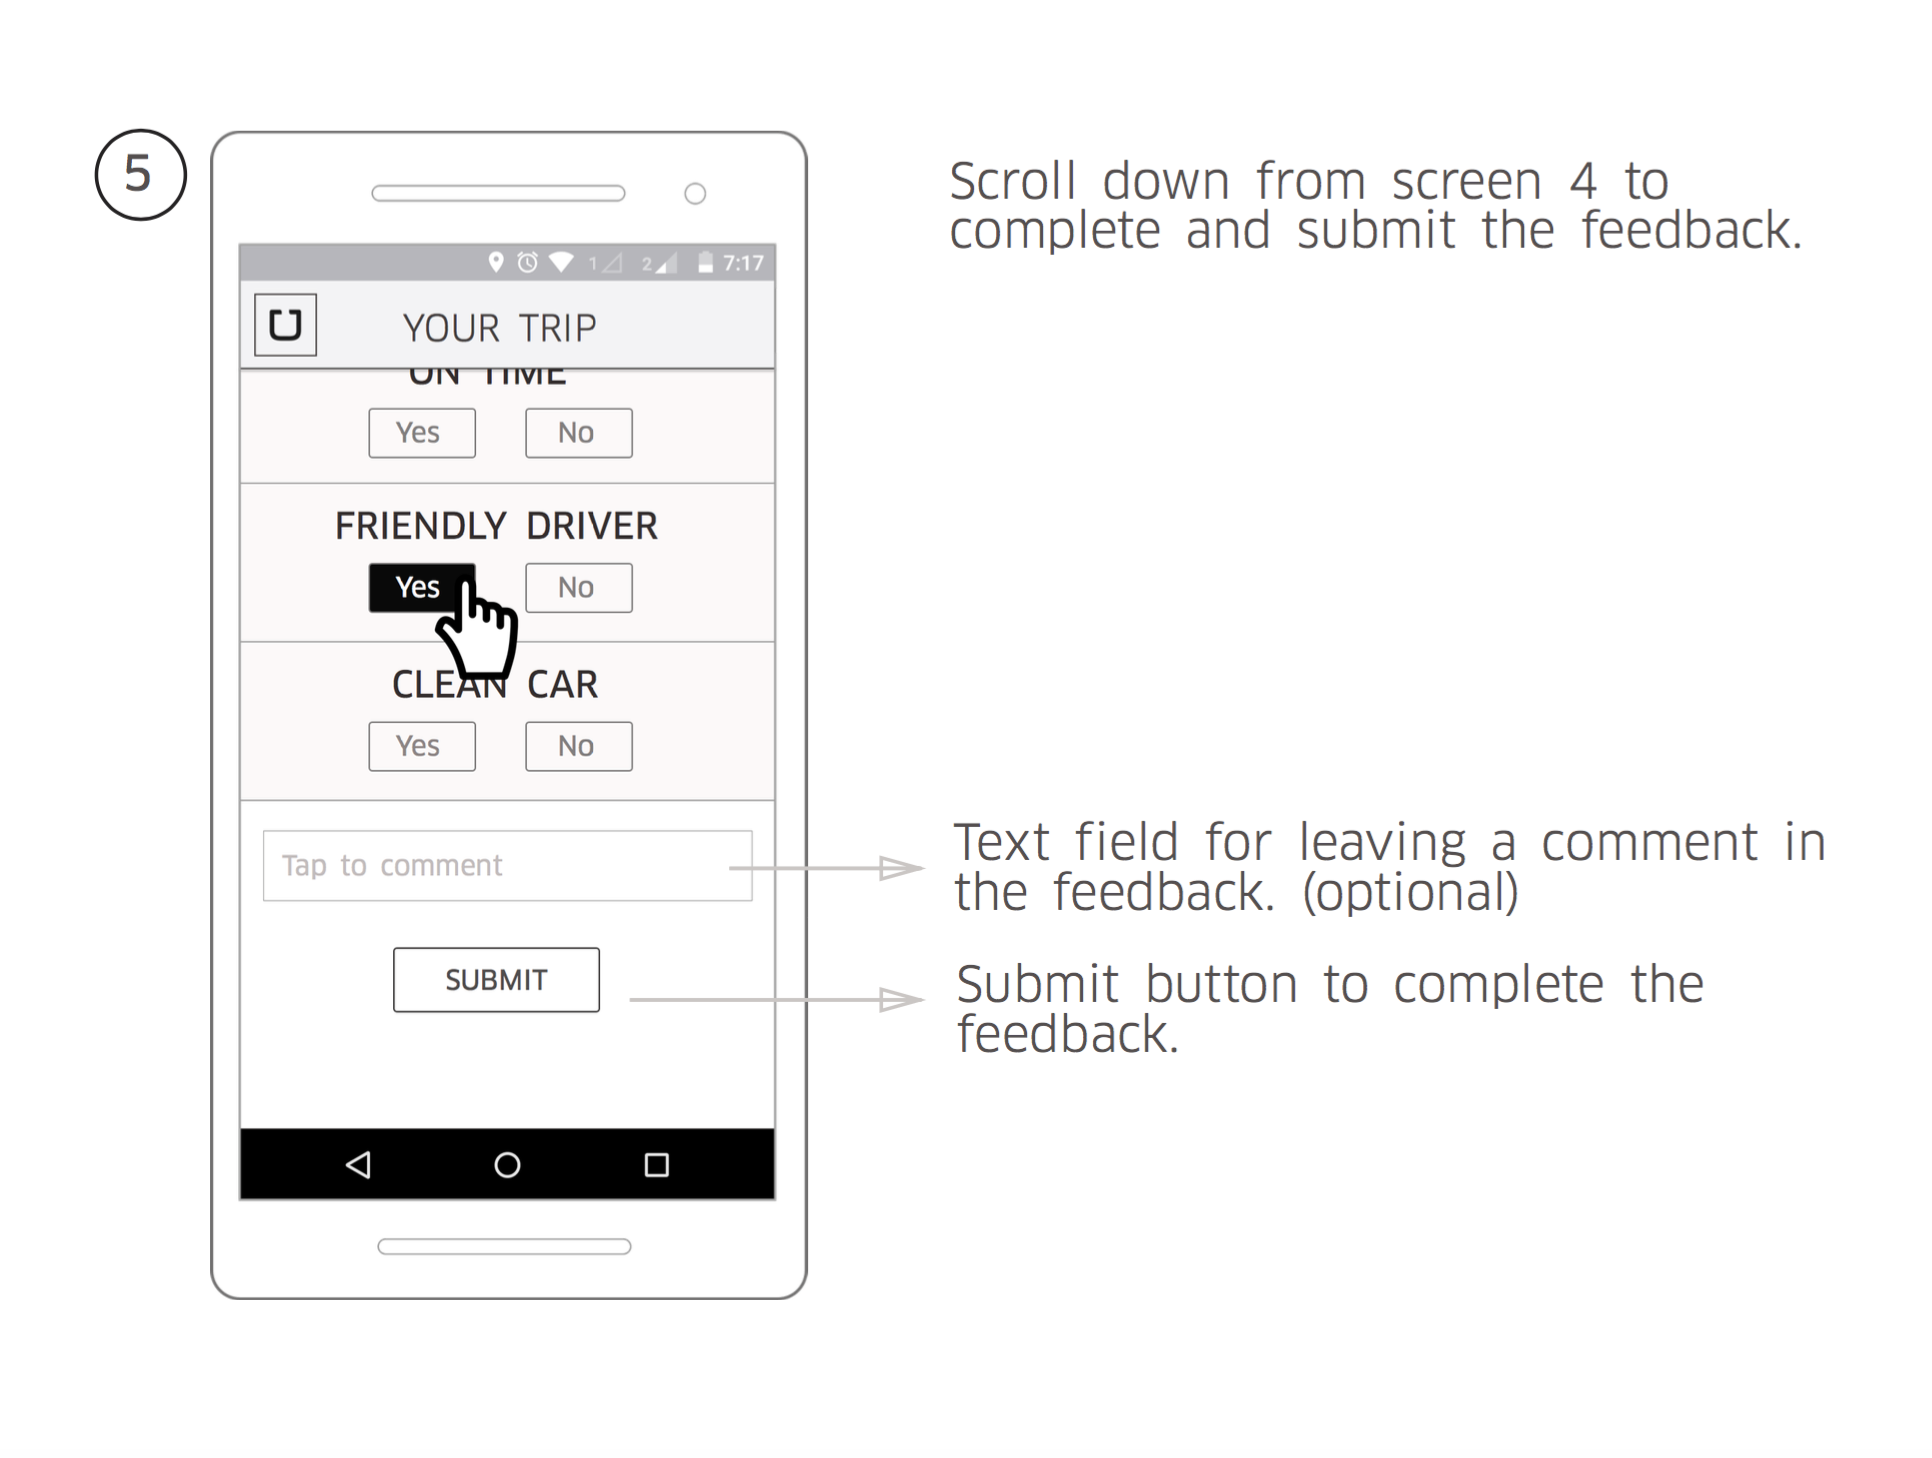 5
Scroll down from screen 4 to
complete and submit the feedback.
1 2 7:17
YOUR TRIP
ON TIME
Yes No
FRIENDLY DRIVER
Yes No
CLEAN CAR
Yes No
Tap to comment
Text field for leaving a comment in
the feedback. (optional)
SUBMIT
Submit button to complete the
feedback.